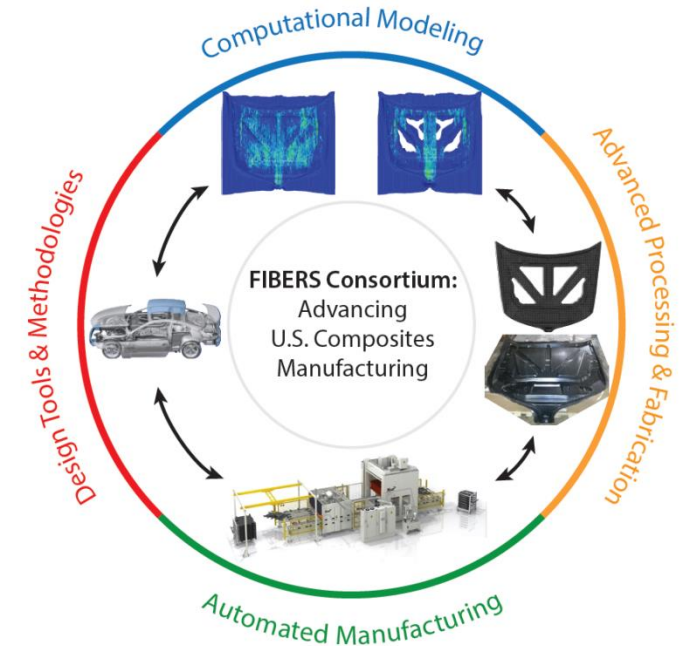 Computational Modeling
Advanced Processing & Fabrication
Design Tools & Methodologies
FIBERS Consortium:
Advancing
U.S. Composites
Manufacturing
Automated Manufacturing